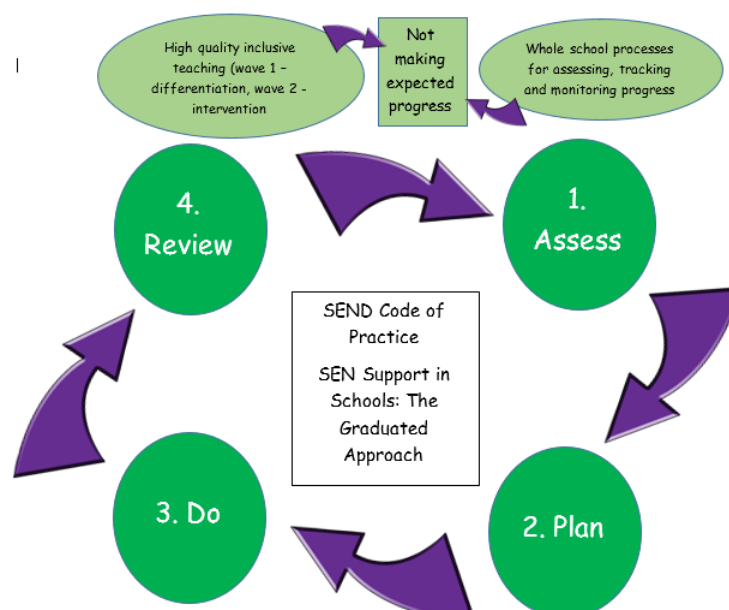 High quality inclusive
teaching (wave 1 –
differentiation, wave 2 -
intervention
Not
making
expected
progress
Whole school processes
for assessing, tracking
and monitoring progress
4.
Review
1.
Assess
SEND Code of
Practice
SEN Support in
Schools: The
Graduated
Approach
3. Do
2. Plan